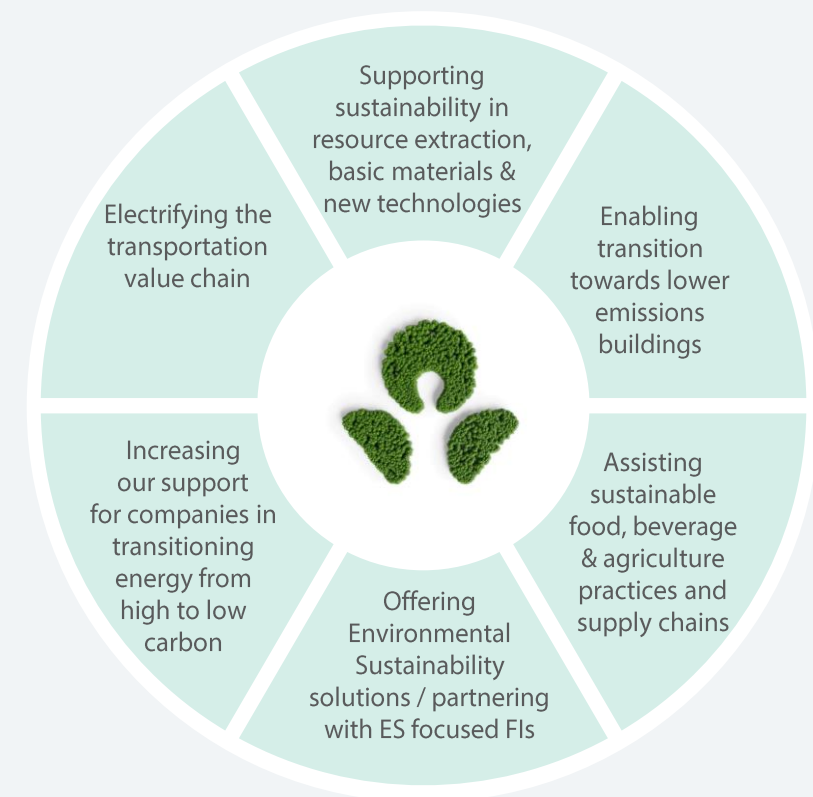 Supporting
sustainability in
resource extraction,
basic materials &
new technologies
Enabling
transition
towards lower
emissions
buildings
Assisting
sustainable
food, beverage
& agriculture
practices and
supply chains
Offering
Environmental
Sustainability
solutions / partnering
with ES focused FIs
Increasing
our support
for companies in
transitioning
energy from
high to low
carbon
Electrifying the
transportation
value chain